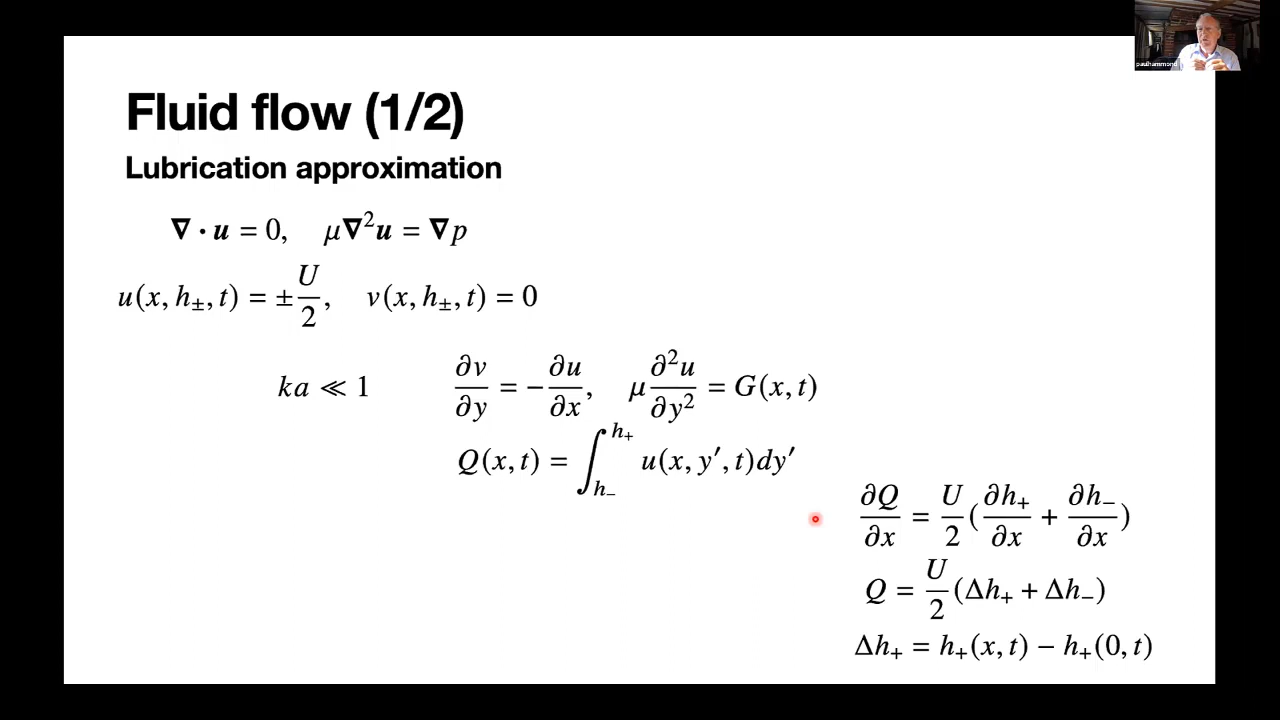 paulhammond
Fluid flow (1/2)
Lubrication approximation
∇ · u = 0, μ∇²u = ∇p
u(x, h±, t) = ±U/2, v(x, h±, t) = 0
ka ≪ 1 ∂v/∂y = −∂u/∂x, μ ∂²u/∂y² = G(x, t)
Q(x, t) = ∫_{h₋}^{h₊} u(x, y′, t)dy′
∂Q/∂x = U/2 (∂h₊/∂x + ∂h₋/∂x)
Q = U/2 (Δh₊ + Δh₋)
Δh₊ = h₊(x, t) − h₊(0, t)